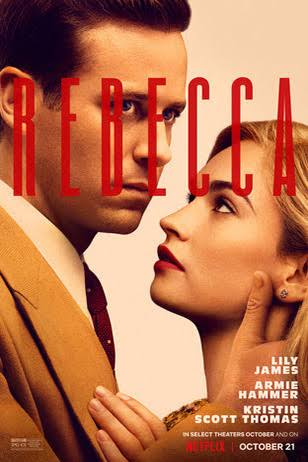 REBECCA
LILY
JAMES
ARMIE
HAMMER
KRISTIN
SCOTT THOMAS
IN SELECT THEATERS OCTOBER AND ON
NETFLIX | OCTOBER 21